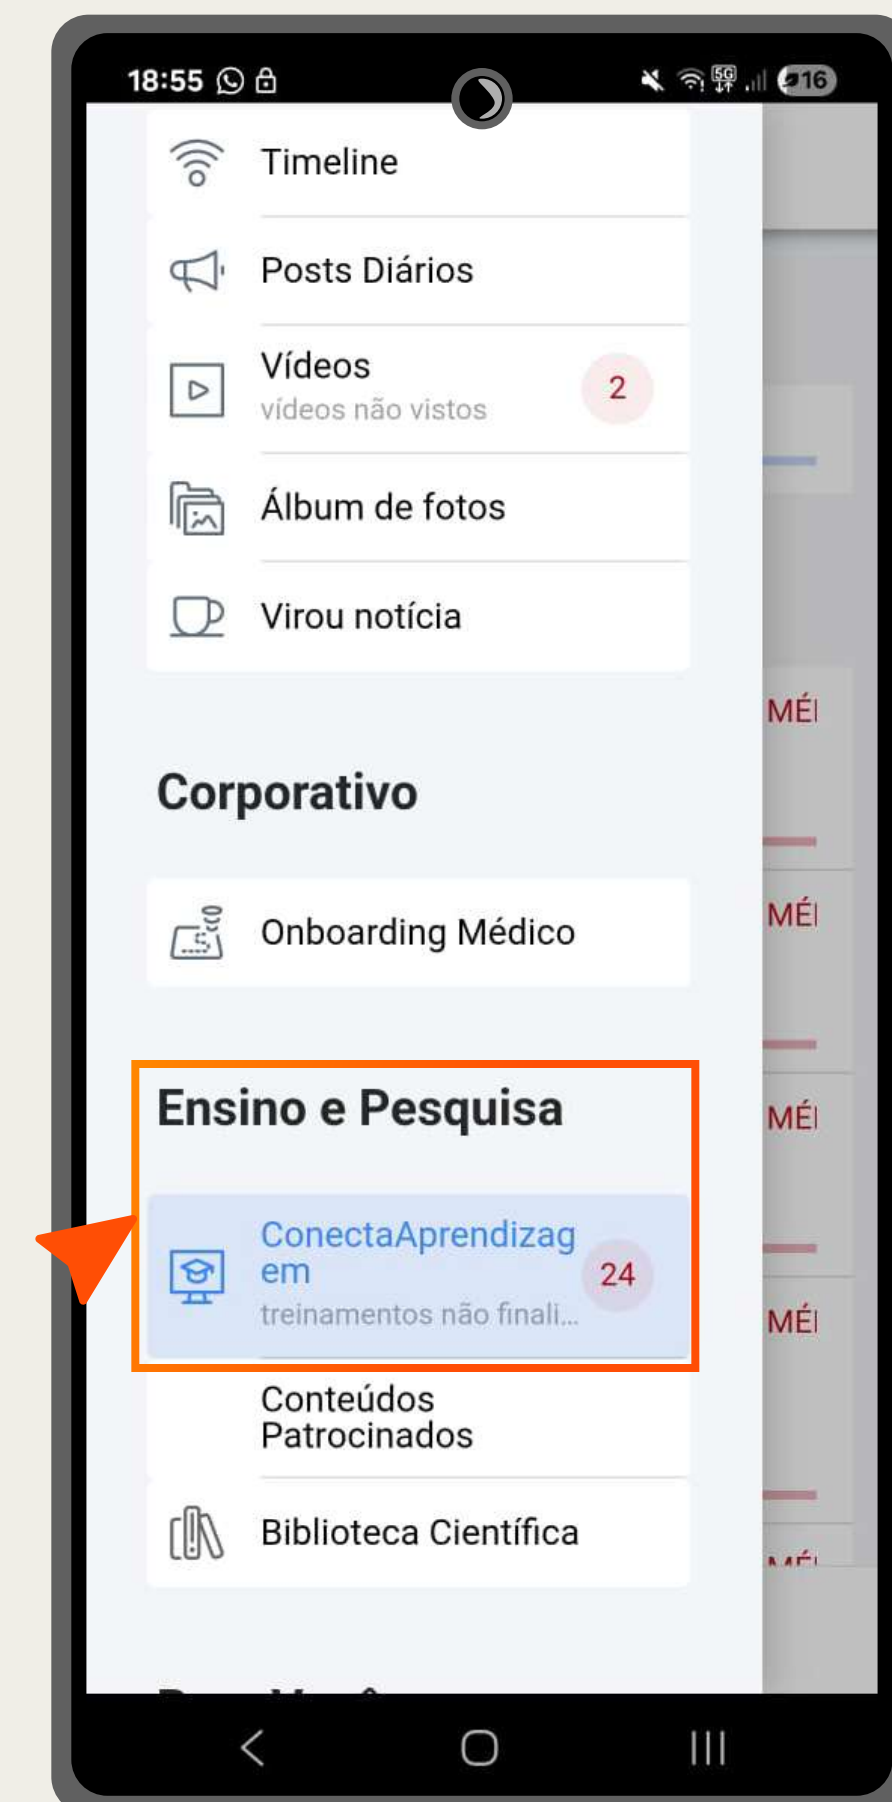 18:55
5G
16
Timeline
Posts Diários
Vídeos
vídeos não vistos
2
Álbum de fotos
Virou notícia
MÉ
Corporativo
MÉ
Onboarding Médico
Ensino e Pesquisa
MÉ
ConectaAprendizag
em
24
treinamentos não finali...
MÉ
Conteúdos
Patrocinados
Biblioteca Científica